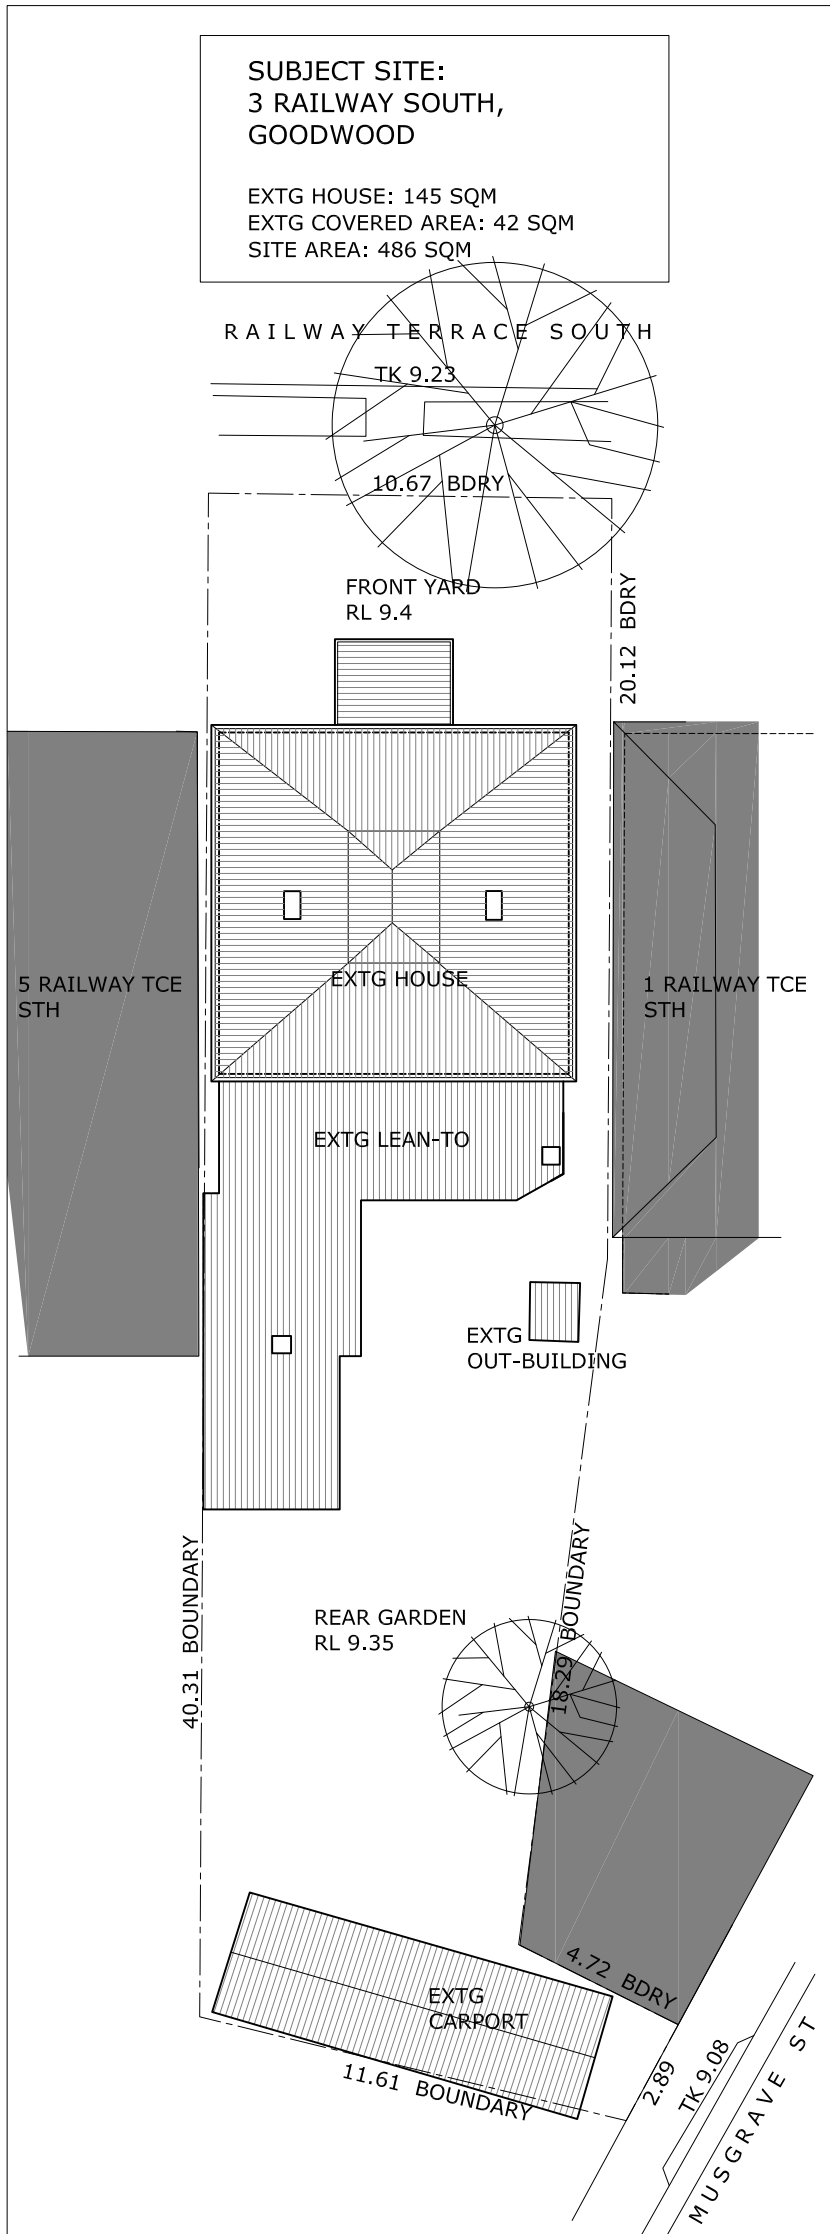 SUBJECT SITE:
3 RAILWAY SOUTH,
GOODWOOD
EXTG HOUSE: 145 SQM
EXTG COVERED AREA: 42 SQM
SITE AREA: 486 SQM
RAILWAY TERRACE SOUTH
TK 9.23
10.67 BDRY
FRONT YARD
RL 9.4
20.12 BDRY
5 RAILWAY TCE
STH
EXTG HOUSE
1 RAILWAY TCE
STH
EXTG LEAN-TO
EXTG
OUT-BUILDING
40.31 BOUNDARY
18.29 BOUNDARY
REAR GARDEN
RL 9.35
4.72 BDRY
EXTG
CARPORT
11.61 BOUNDARY
2.89
TK 9.08
MUSGRAVE ST